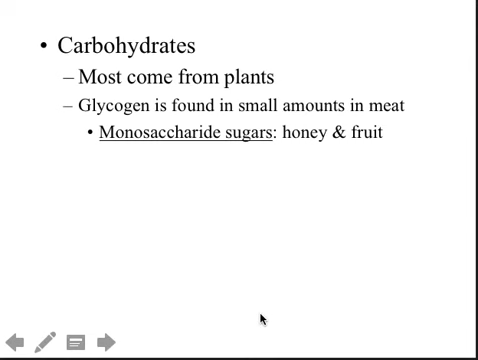 • Carbohydrates
– Most come from plants
– Glycogen is found in small amounts in meat
• Monosaccharide sugars: honey & fruit